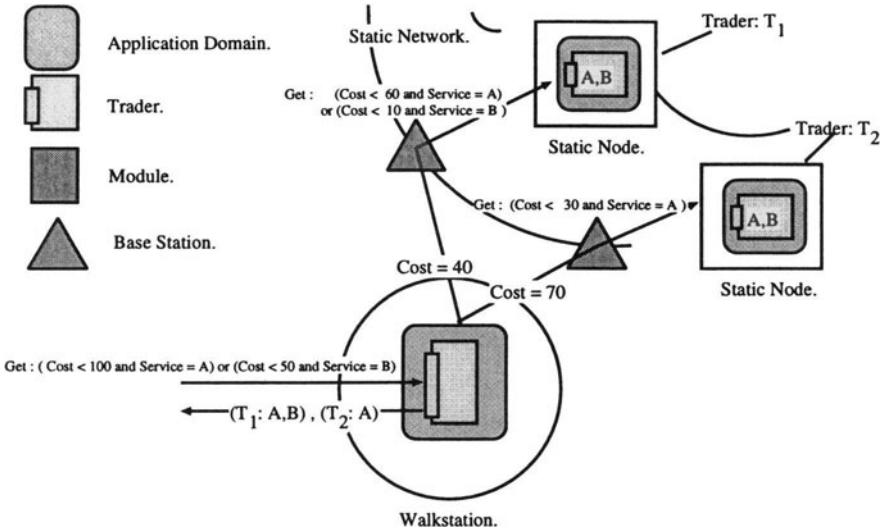 Application Domain.
Trader.
Module.
Base Station.
Static Network.
Trader: T1
Get : (Cost < 60 and Service = A)
or (Cost < 10 and Service = B )
A,B
Static Node.
Trader: T2
Get : (Cost < 30 and Service = A )
A,B
Static Node.
Cost = 40
Cost = 70
Get : ( Cost < 100 and Service = A) or (Cost < 50 and Service = B)
(T1: A,B) , (T2: A)
Walkstation.